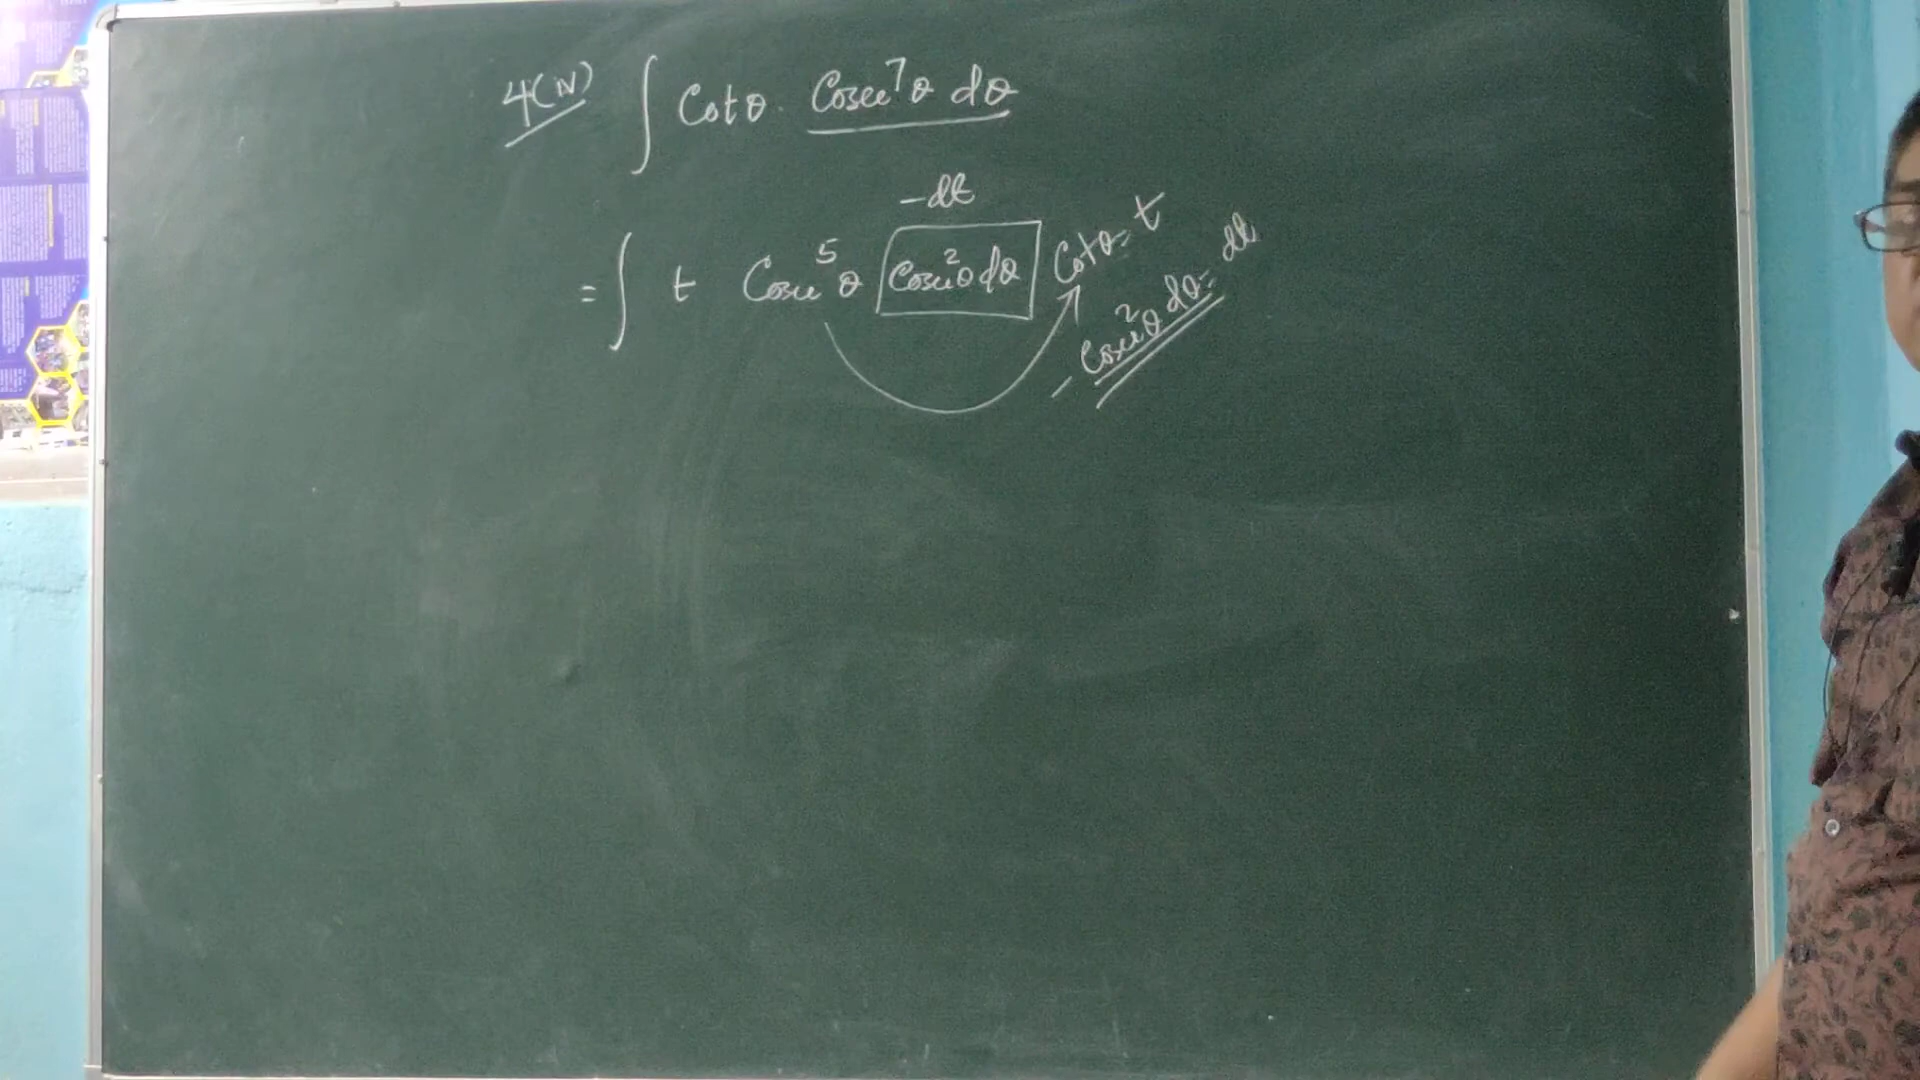 4(iv) ∫ Cotθ · Cosec⁷θ dθ
-dt
= ∫ t Cosec⁵θ Cosec²θ dθ
Cotθ = t
- Cosec²θ dθ = dt